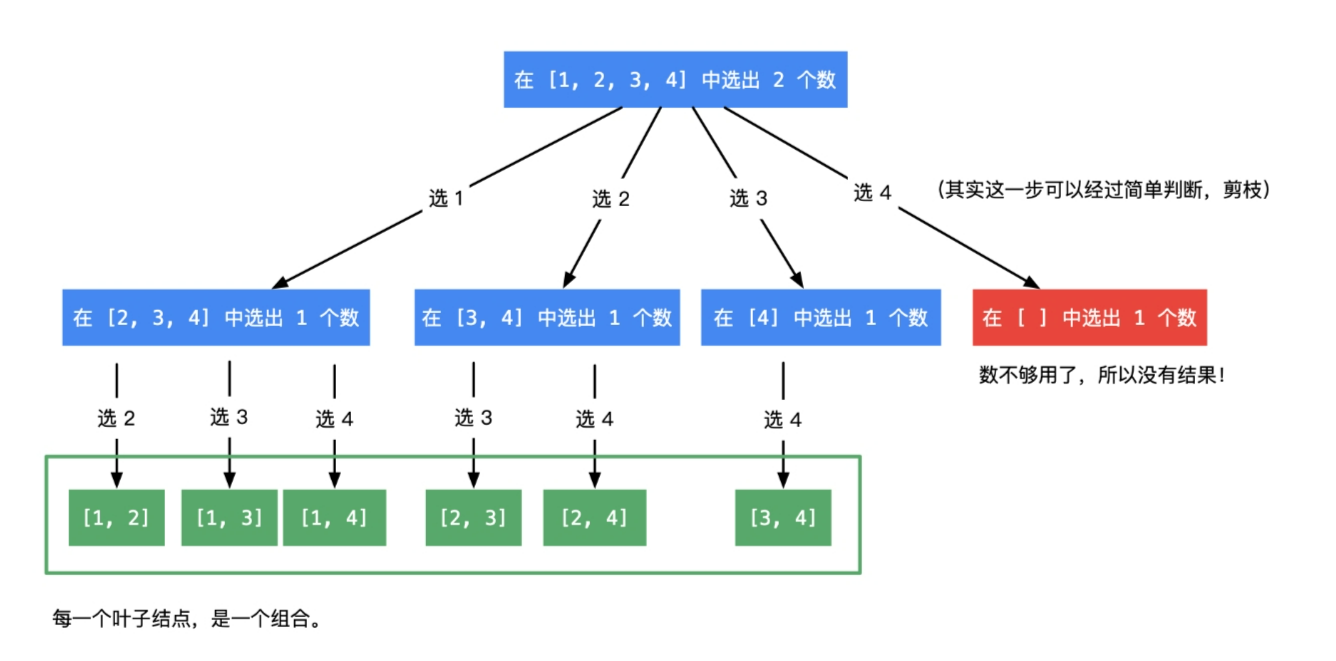 在 [1, 2, 3, 4] 中选出 2 个数
选 1
选 2
选 3
选 4
（其实这一步可以经过简单判断，剪枝）
在 [2, 3, 4] 中选出 1 个数
在 [3, 4] 中选出 1 个数
在 [4] 中选出 1 个数
在 [ ] 中选出 1 个数
数不够用了，所以没有结果！
选 2
选 3
选 4
选 3
选 4
选 4
[1, 2]
[1, 3]
[1, 4]
[2, 3]
[2, 4]
[3, 4]
每一个叶子结点，是一个组合。